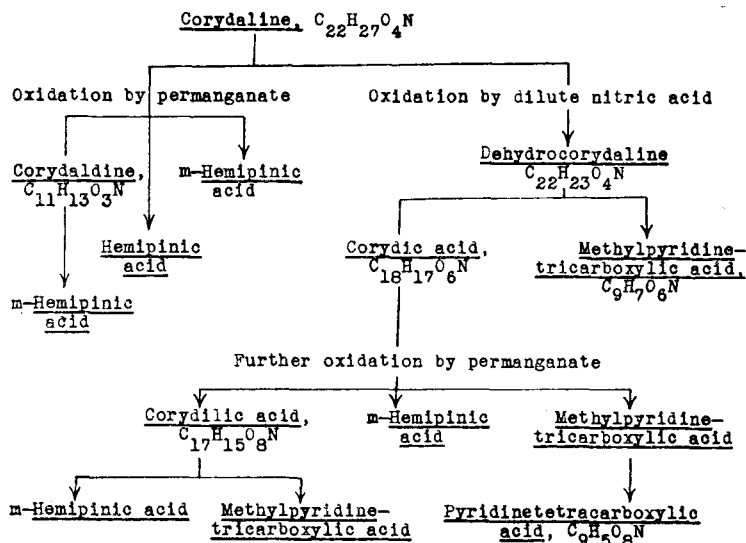 Corydaline, C22H27O4N
Oxidation by permanganate
Oxidation by dilute nitric acid
Corydaldine,
C11H13O3N
m-Hemipinic
acid
Dehydrocorydaline
C22H23O4N
Hemipinic
acid
Corydic acid,
C18H17O6N
Methylpyridine-
tricarboxylic acid,
C9H7O6N
m-Hemipinic
acid
Further oxidation by permanganate
Corydilic acid,
C17H15O8N
m-Hemipinic
acid
Methylpyridine-
tricarboxylic acid
m-Hemipinic acid
Methylpyridine-
tricarboxylic acid
Pyridinetetracarboxylic
acid, C9H5O8N